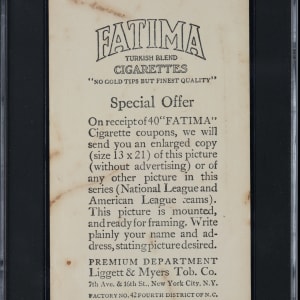 FATIMA
TURKISH BLEND
CIGARETTES
"NO GOLD TIPS BUT FINEST QUALITY"
Special Offer
On receipt of 40 "FATIMA"
Cigarette coupons, we will
send you an enlarged copy
(size 13 x 21) of this picture
(without advertising) or of
any other picture in this
series (National League and
American League teams).
This picture is mounted,
and ready for framing. Write
plainly your name and ad-
dress, stating picture desired.
PREMIUM DEPARTMENT
Liggett & Myers Tob. Co.
7th Ave. & 16th St., New York City, N.Y.
FACTORY NO. 42 FOURTH DISTRICT OF N.C.